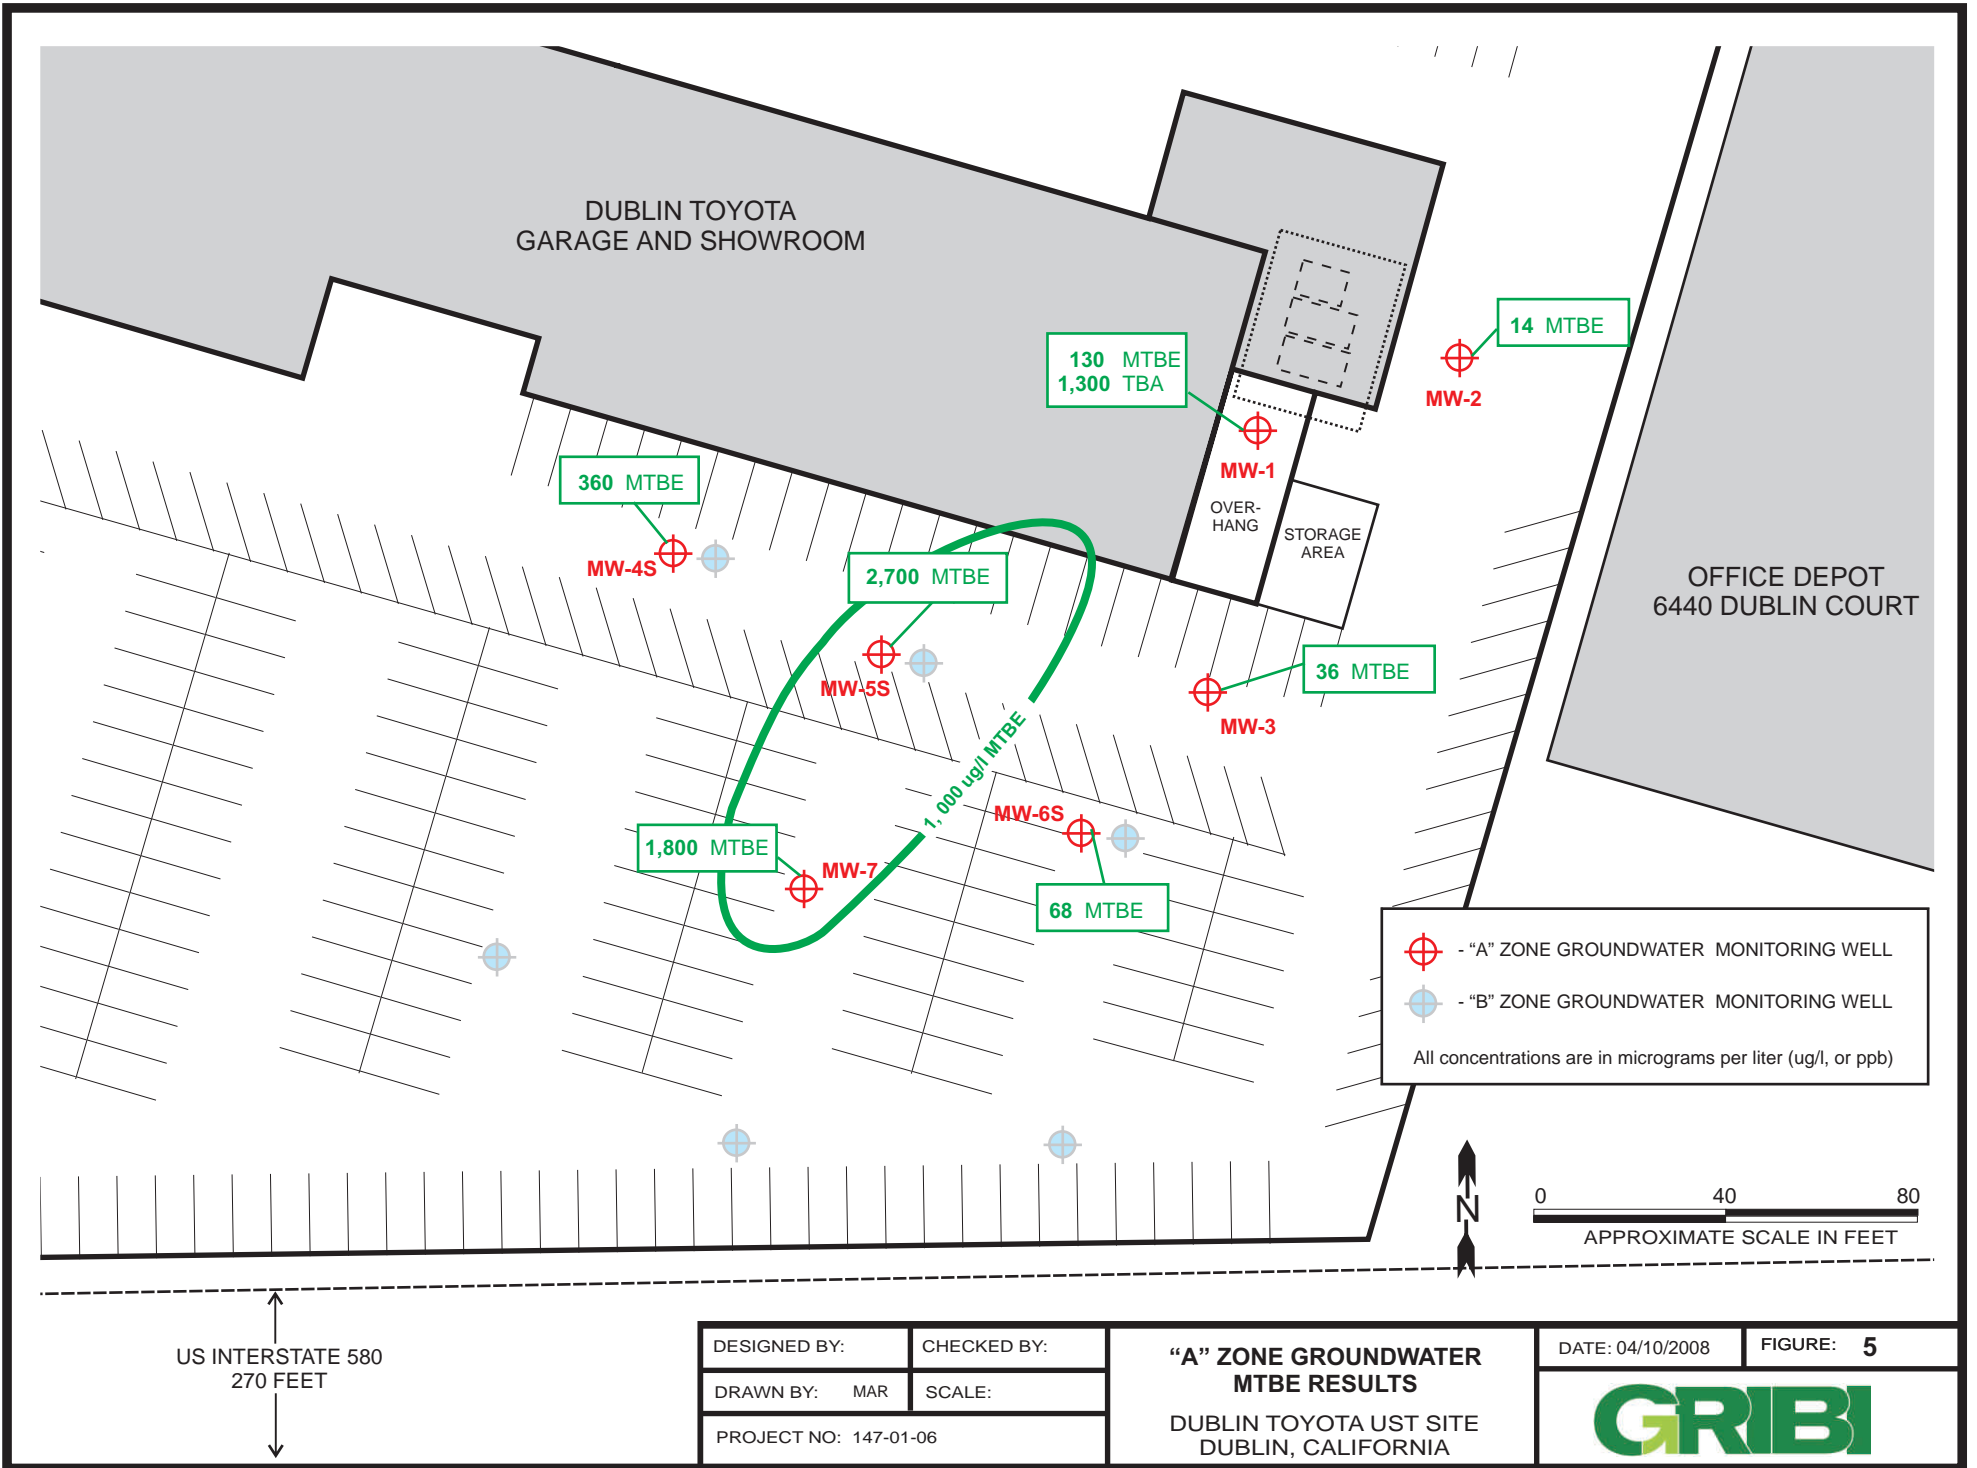 DUBLIN TOYOTA
GARAGE AND SHOWROOM
14 MTBE
MW-2
130 MTBE
1,300 TBA
MW-1
OVER-
HANG
STORAGE
AREA
360 MTBE
MW-4S
2,700 MTBE
MW-5S
OFFICE DEPOT
6440 DUBLIN COURT
36 MTBE
MW-3
1, 000 ug/l MTBE
MW-6S
68 MTBE
1,800 MTBE
MW-7
- “A” ZONE GROUNDWATER MONITORING WELL
- “B” ZONE GROUNDWATER MONITORING WELL
All concentrations are in micrograms per liter (ug/l, or ppb)
N
0 40 80
APPROXIMATE SCALE IN FEET
US INTERSTATE 580
270 FEET
DESIGNED BY:
CHECKED BY:
DRAWN BY: MAR
SCALE:
PROJECT NO: 147-01-06
“A” ZONE GROUNDWATER
MTBE RESULTS
DUBLIN TOYOTA UST SITE
DUBLIN, CALIFORNIA
DATE: 04/10/2008
FIGURE: 5
GRIBI